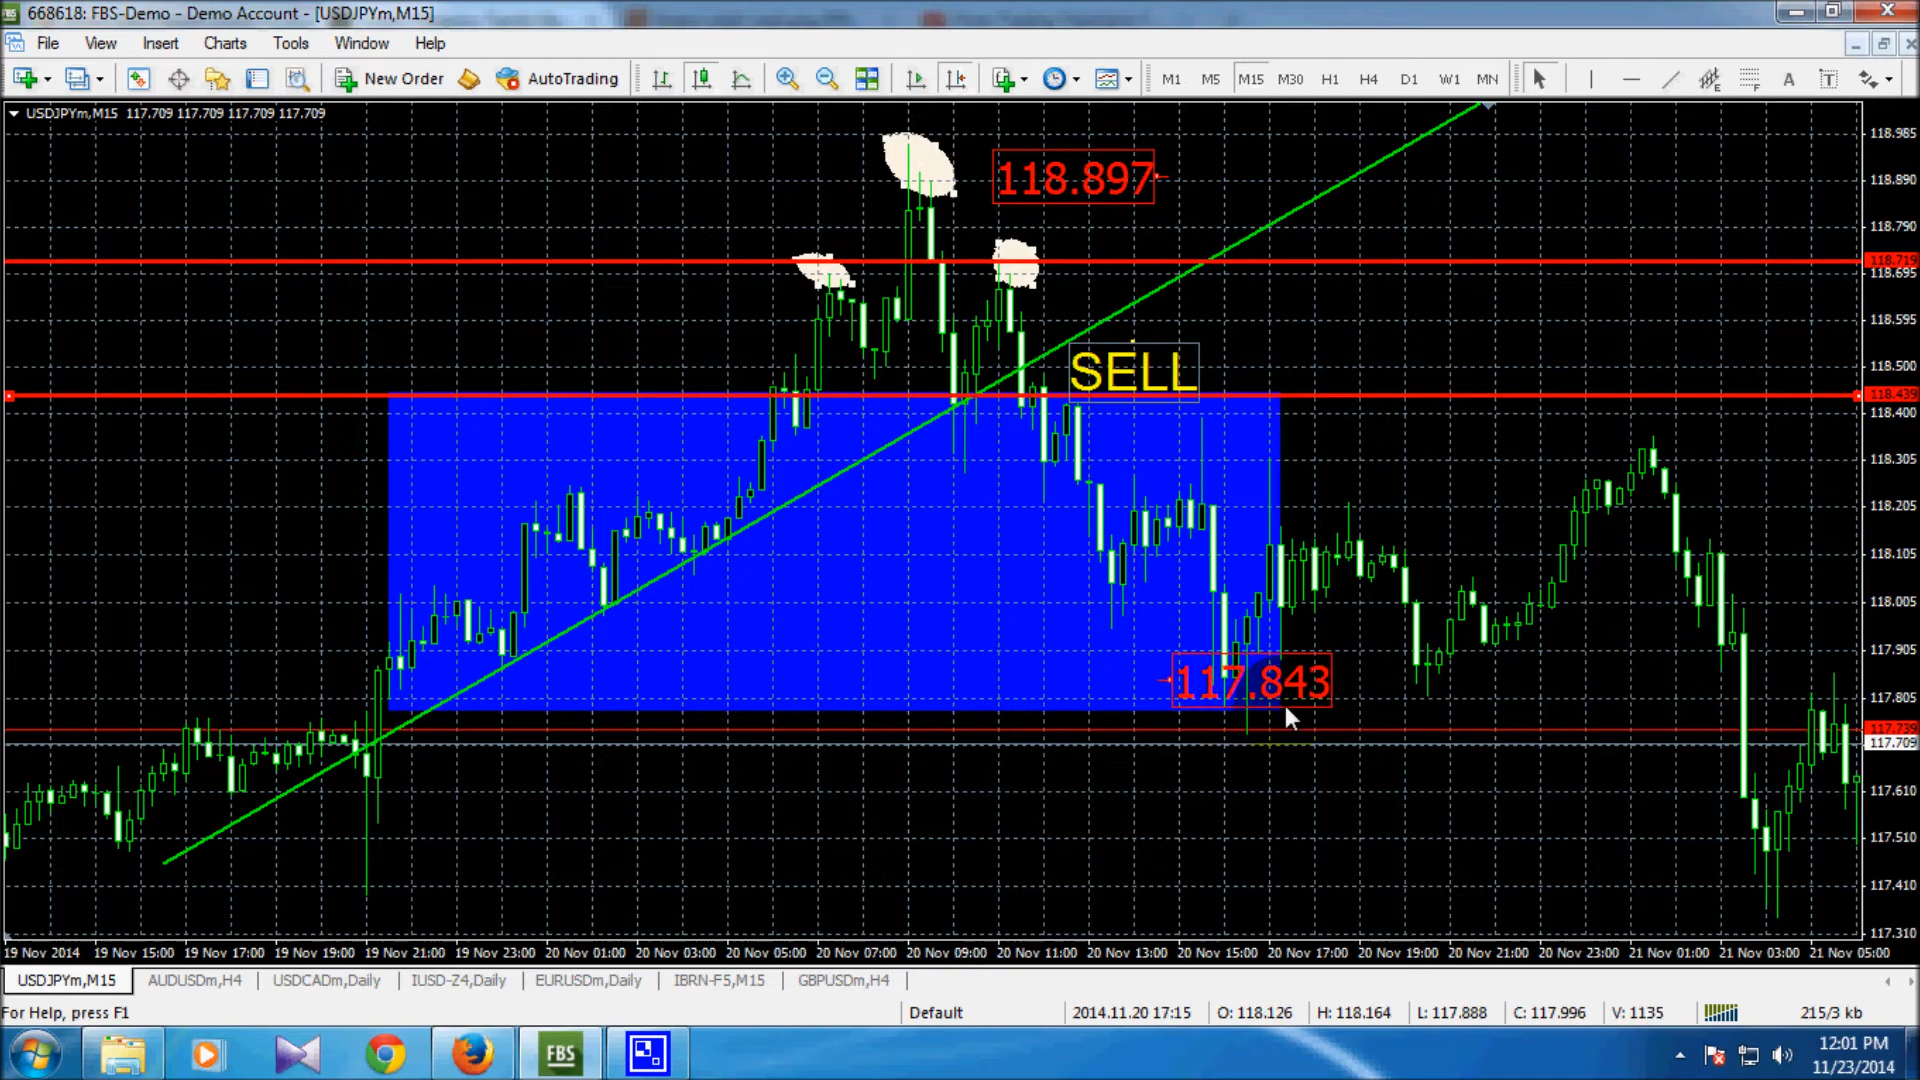 668618: FBS-Demo - Demo Account - [USDJPYm,M15]
File View Insert Charts Tools Window Help
New Order AutoTrading M1 M5 M15 M30 H1 H4 D1 W1 MN
USDJPYm,M15 117.709 117.709 117.709 117.709
118.985
118.897
118.890
118.790
118.719
118.695
118.595
SELL
118.500
118.439
118.400
118.305
118.205
118.105
118.005
117.905
117.843
117.805
117.739
117.709
117.610
117.510
117.410
117.310
19 Nov 2014 19 Nov 15:00 19 Nov 17:00 19 Nov 19:00 19 Nov 21:00 19 Nov 23:00 20 Nov 01:00 20 Nov 03:00 20 Nov 05:00 20 Nov 07:00 20 Nov 09:00 20 Nov 11:00 20 Nov 13:00 20 Nov 15:00 20 Nov 17:00 20 Nov 19:00 20 Nov 21:00 20 Nov 23:00 21 Nov 01:00 21 Nov 03:00 21 Nov 05:00
USDJPYm,M15 AUDUSDm,H4 USDCADm,Daily IUSD-Z4,Daily EURUSDm,Daily IBRN-F5,M15 GBPUSDm,H4
For Help, press F1 Default 2014.11.20 17:15 O: 118.126 H: 118.164 L: 117.888 C: 117.996 V: 1135 215/3 kb
FBS
12:01 PM
11/23/2014